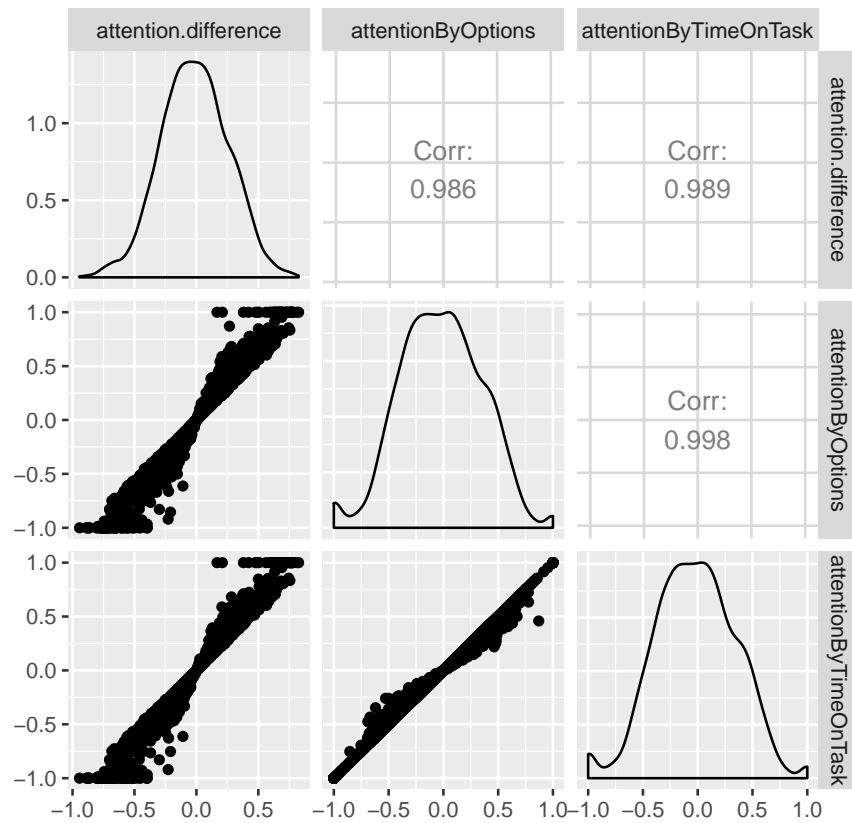 attention.difference attentionByOptions attentionByTimeOnTask
1.0
0.5
0.0
Corr:
0.986
Corr:
0.989
attention.difference
1.0
0.5
0.0
−0.5
−1.0
Corr:
0.998
attentionByOptions
1.0
0.5
0.0
−0.5
−1.0
attentionByTimeOnTask
−1.0 −0.5 0.0 0.5 −1.0 −0.5 0.0 0.5 1.0 −1.0 −0.5 0.0 0.5 1.0